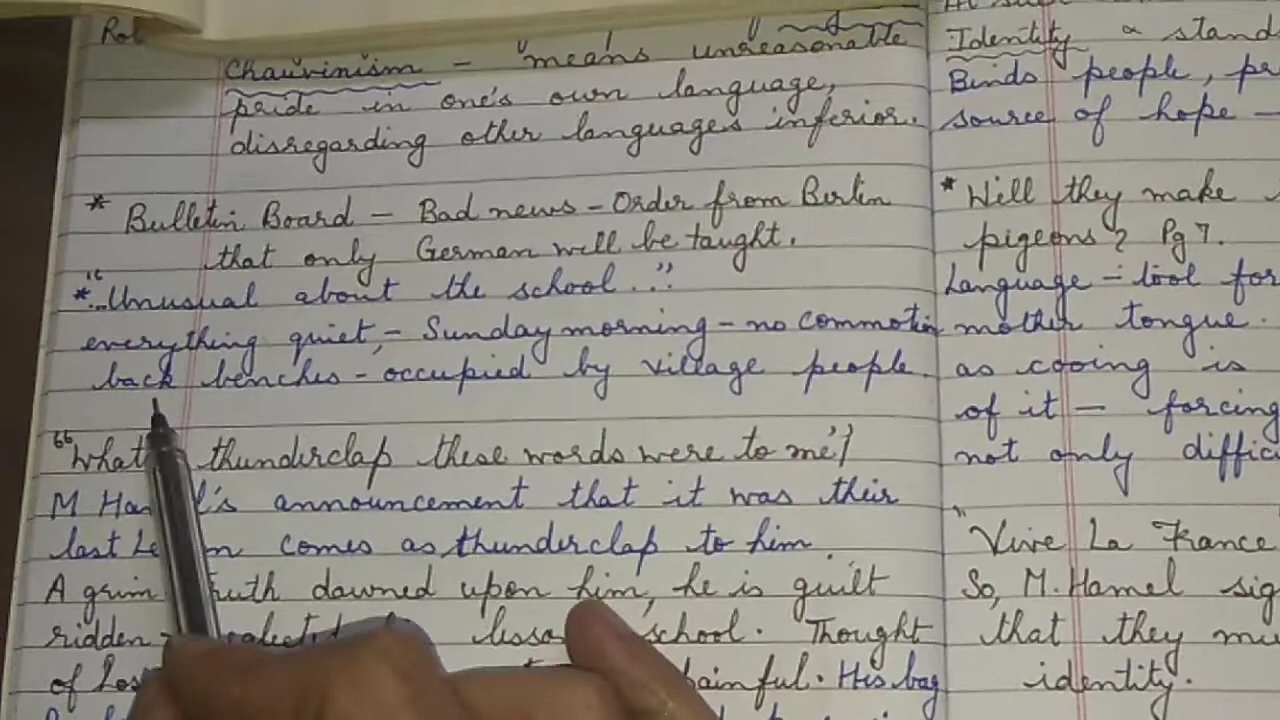 Chauvinism - "means unreasonable
pride in one's own language,
disregarding other languages inferior.
* Bulletin Board - Bad news - Order from Berlin
that only German will be taught.
* "...Unusual about the school..."
everything quiet, - Sunday morning - no commotion
back benches - occupied by village people.
"What thunderclap these words were to me"!
M Ha l's announcement that it was their
last Le n comes as thunderclap to him.
A grim truth dawned upon him, he is guilt
ridden - school. Thought
of painful. His bag
Identity a stand
Binds people, pr
source of hope -
* Will they make
pigeons? Pg 7.
Language - tool for
mother tongue.
as cooing is
of it - forcing
not only diffic
"Vive La France
So, M. Hamel sig
that they mu
identity.